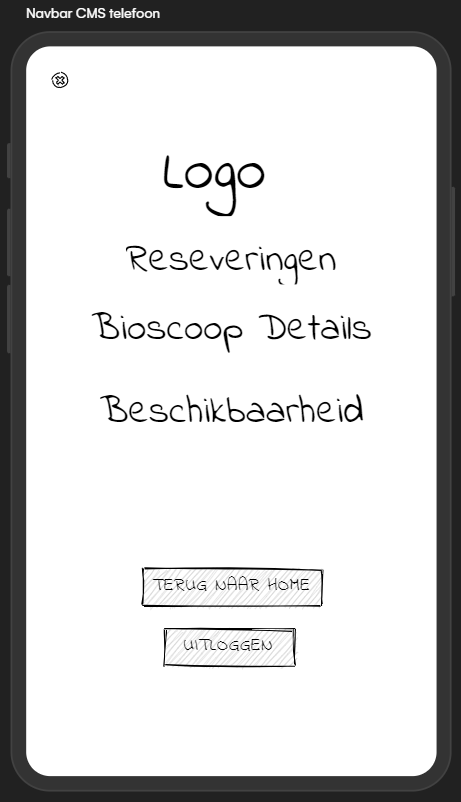 Navbar CMS telefoon
Logo
Reseveringen
Bioscoop Details
Beschikbaarheid
TERUG NAAR HOME
UITLOGGEN